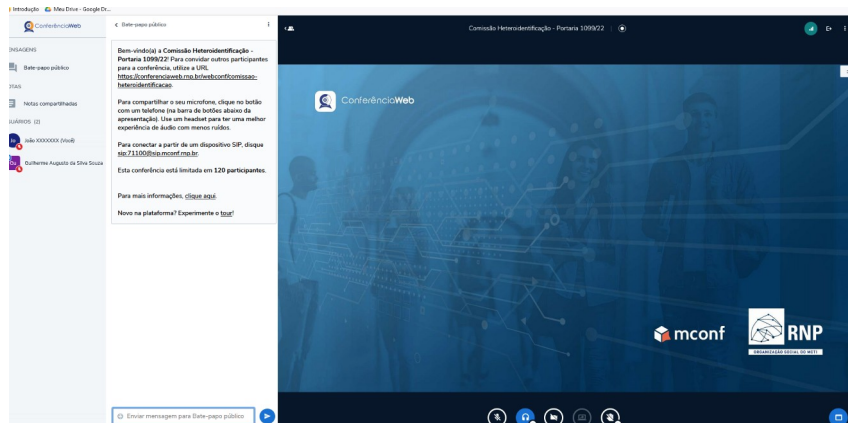 Introdução Meu Drive - Google Dr...
ConferênciaWeb
Bate-papo público
Comissão Heteroidentificação - Portaria 1099/22
Bate-papo público
Notas compartilhadas
(2)
João XXXXXXX (Você)
Guilherme Augusto da Silva Souza
Bem-vindo(a) a Comissão Heteroidentificação -
Portaria 1099/22! Para convidar outros participantes
para a conferência, utilize a URL
https://conferenciaweb.rnp.br/webconf/comissao-
heteroidentificacao.
Para compartilhar o seu microfone, clique no botão
com um telefone (na barra de botões abaixo da
apresentação). Use um headset para ter uma melhor
experiência de áudio com menos ruídos.
Para conectar a partir de um dispositivo SIP, disque
sip:71100@sip.mconf.rnp.br.
Esta conferência está limitada em 120 participantes.
Para mais informações, clique aqui.
Novo na plataforma? Experimente o tour!
Enviar mensagem para Bate-papo público
ConferênciaWeb
mconf
RNP
ORGANIZAÇÃO SOCIAL DO MCTI